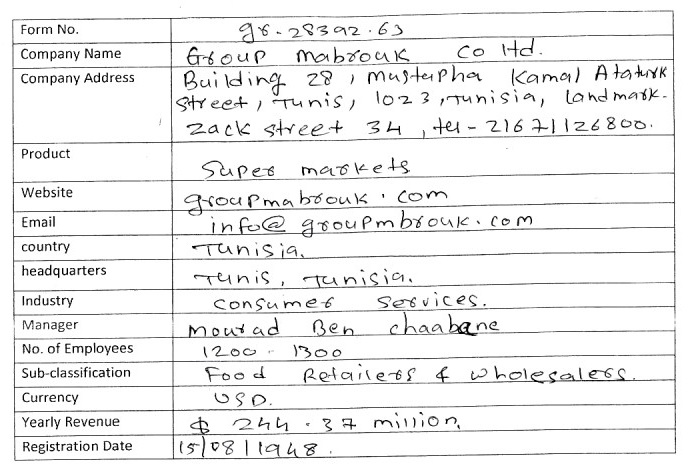 Form No. gr-28392.63
Company Name Group mabrouk co ltd.
Company Address Building 28, mustapha Kamal Ataturk
street, Tunis, 1023, Tunisia, landmark-
zack street 34, tel-21671126800.
Product Super markets
Website groupmabrouk.com
Email info@groupmbrouk.com
country Tunisia.
headquarters Tunis, Tunisia.
Industry consumer services.
Manager mourad Ben chaabane
No. of Employees 1200-1300
Sub-classification Food Retailers & wholesalers.
Currency USD.
Yearly Revenue $ 244.37 million.
Registration Date 15/08/1948.